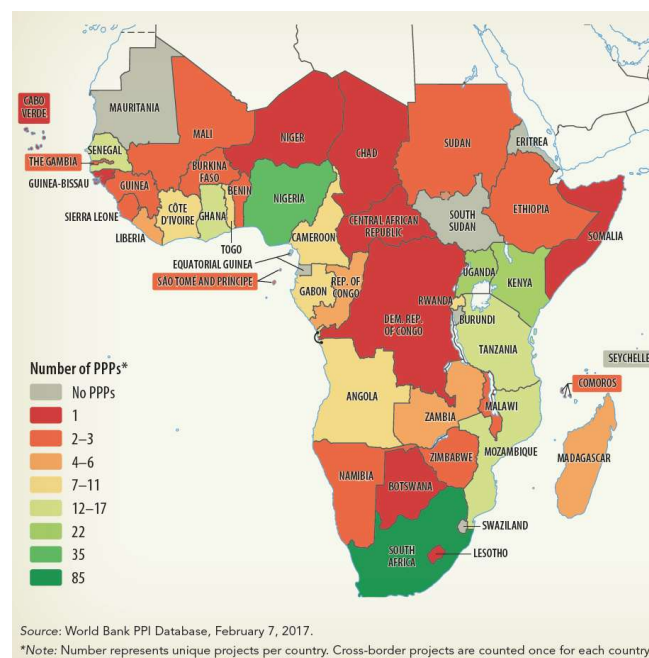 CABO
VERDE
MAURITANIA
MALI
NIGER
CHAD
SUDAN
ERITREA
SENEGAL
THE GAMBIA
GUINEA-BISSAU
GUINEA
BURKINA
FASO
BENIN
NIGERIA
CÔTE
D'IVOIRE
GHANA
SIERRA LEONE
LIBERIA
TOGO
CAMEROON
CENTRAL AFRICAN
REPUBLIC
SOUTH
SUDAN
ETHIOPIA
SOMALIA
EQUATORIAL GUINEA
SÃO TOMÉ AND PRINCIPE
GABON
REP. OF
CONGO
DEM. REP.
OF CONGO
UGANDA
KENYA
RWANDA
BURUNDI
TANZANIA
SEYCHELLE
COMOROS
ANGOLA
ZAMBIA
MALAWI
MOZAMBIQUE
MADAGASCAR
ZIMBABWE
NAMIBIA
BOTSWANA
SWAZILAND
SOUTH
AFRICA
LESOTHO
Number of PPPs*
No PPPs
1
2–3
4–6
7–11
12–17
22
35
85
Source: World Bank PPI Database, February 7, 2017.
*Note: Number represents unique projects per country. Cross-border projects are counted once for each country